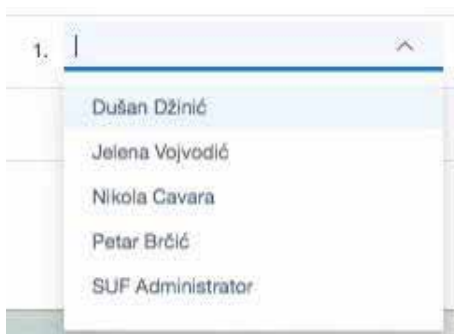 1.
Dušan Džinić
Jelena Vojvodić
Nikola Cavara
Petar Brčić
SUF Administrator